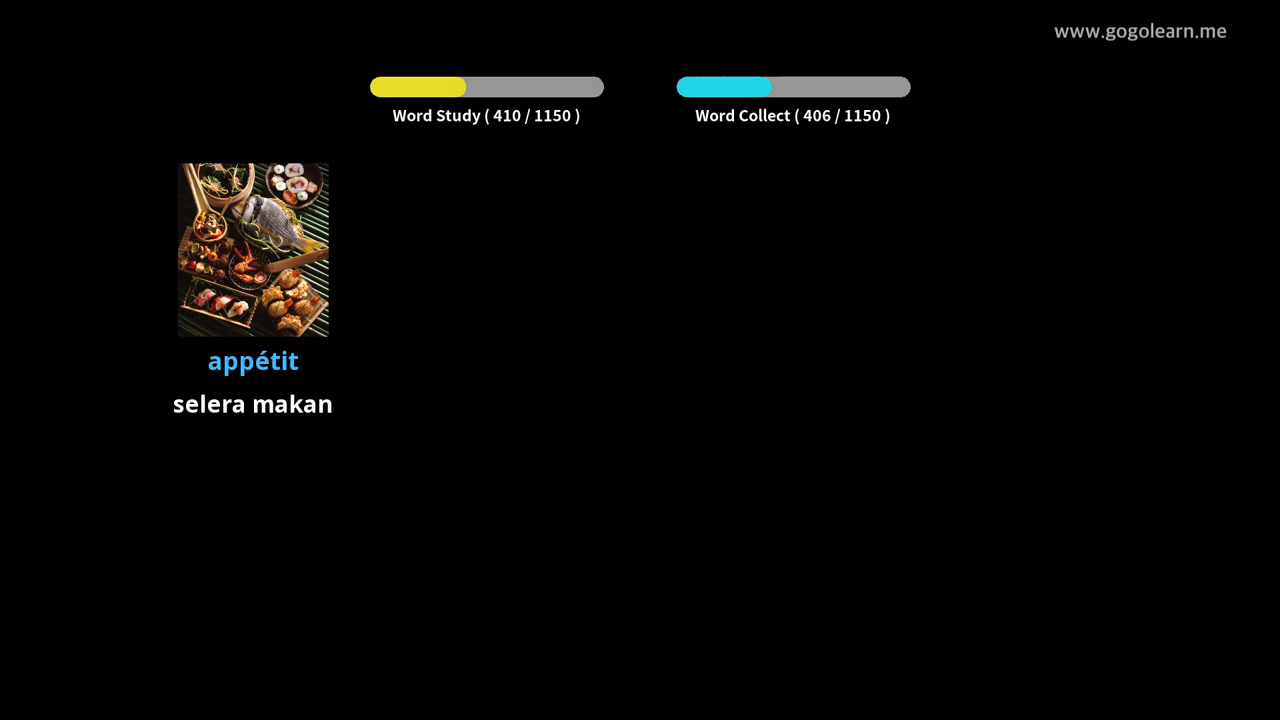 www.gogolearn.me
Word Study ( 410 / 1150 )
Word Collect ( 406 / 1150 )
appétit
selera makan